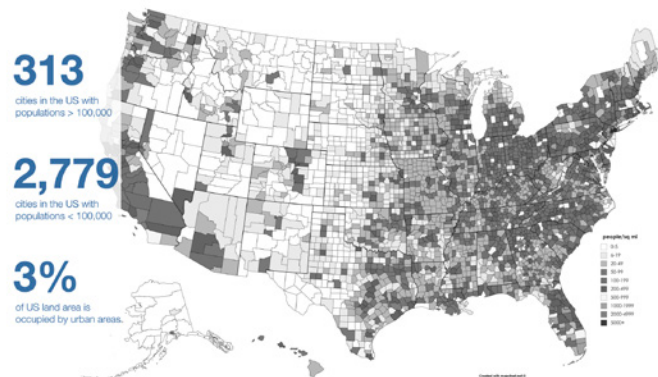 313
cities in the US with
populations > 100,000
2,779
cities in the US with
populations < 100,000
3%
of US land area is
occupied by urban areas.
people/sq mi
0-5
5-19
20-49
50-99
100-199
200-499
500-999
1000-1999
2000-4999
5000+